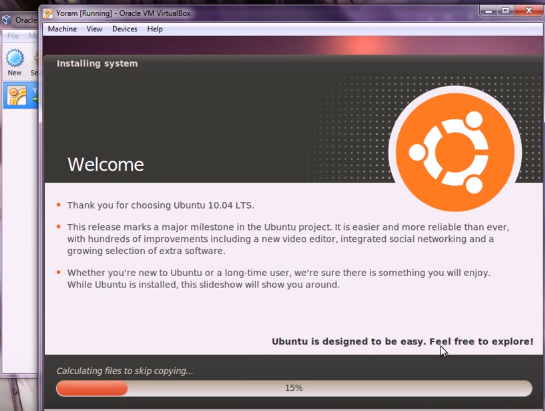 Oracle
Yoram [Running] - Oracle VM VirtualBox
File
Machine View Devices Help
Installing system
New
Welcome
Thank you for choosing Ubuntu 10.04 LTS.
This release marks a major milestone in the Ubuntu project. It is easier and more reliable than ever,
with hundreds of improvements including a new video editor, integrated social networking and a
growing selection of extra software.
Whether you're new to Ubuntu or a long-time user, we're sure there is something you will enjoy.
While Ubuntu is installed, this slideshow will show you around.
Ubuntu is designed to be easy. Feel free to explore!
Calculating files to skip copying...
15%